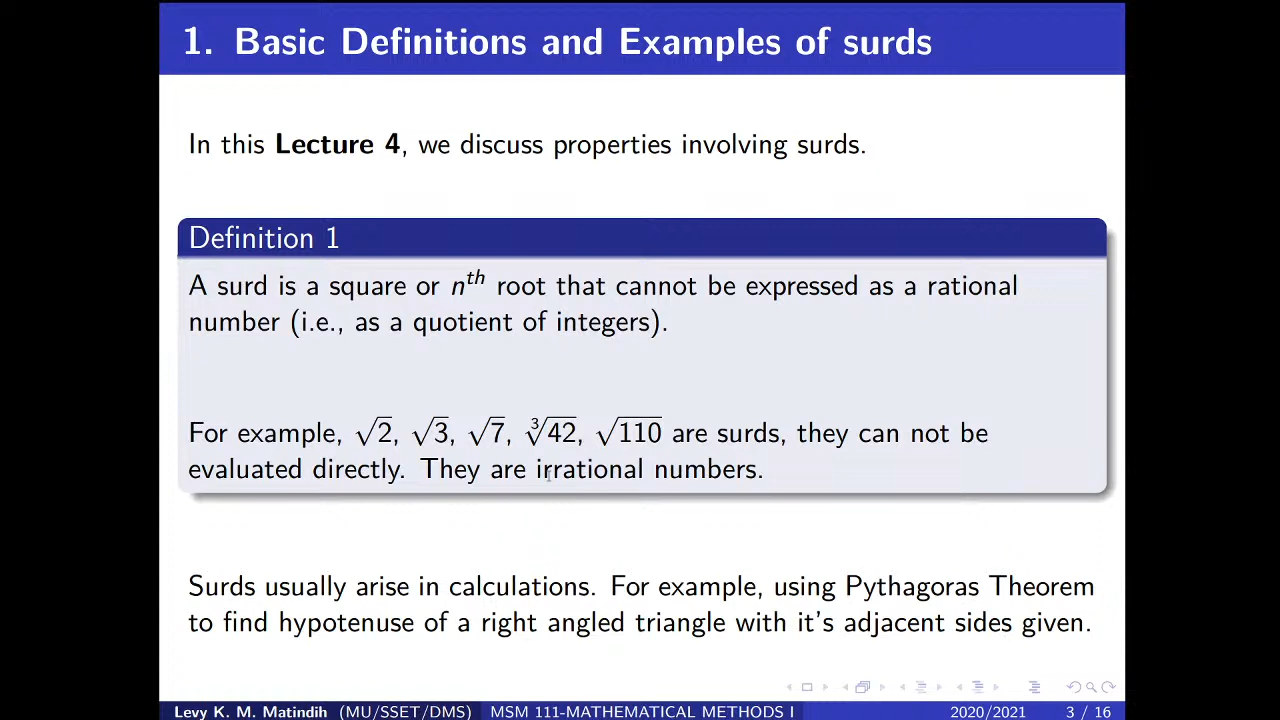 1. Basic Definitions and Examples of surds
In this Lecture 4, we discuss properties involving surds.
Definition 1
A surd is a square or nᵗʰ root that cannot be expressed as a rational
number (i.e., as a quotient of integers).
For example, √2, √3, √7, ∛42, √110 are surds, they can not be
evaluated directly. They are irrational numbers.
Surds usually arise in calculations. For example, using Pythagoras Theorem
to find hypotenuse of a right angled triangle with it's adjacent sides given.
Levy K. M. Matindih (MU/SSET/DMS) MSM 111-MATHEMATICAL METHODS I 2020/2021 3 / 16